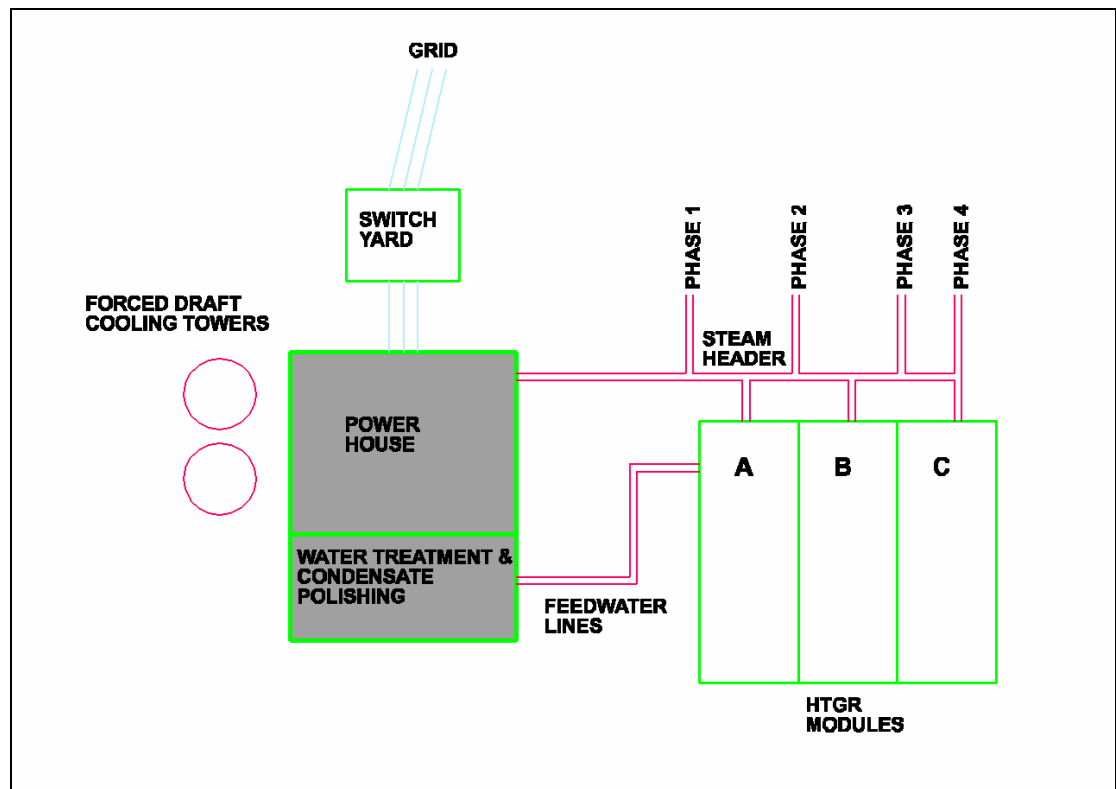 GRID
SWITCH
YARD
PHASE 1
PHASE 2
PHASE 3
PHASE 4
FORCED DRAFT
COOLING TOWERS
STEAM
HEADER
POWER
HOUSE
A
B
C
WATER TREATMENT &
CONDENSATE
POLISHING
FEEDWATER
LINES
HTGR
MODULES